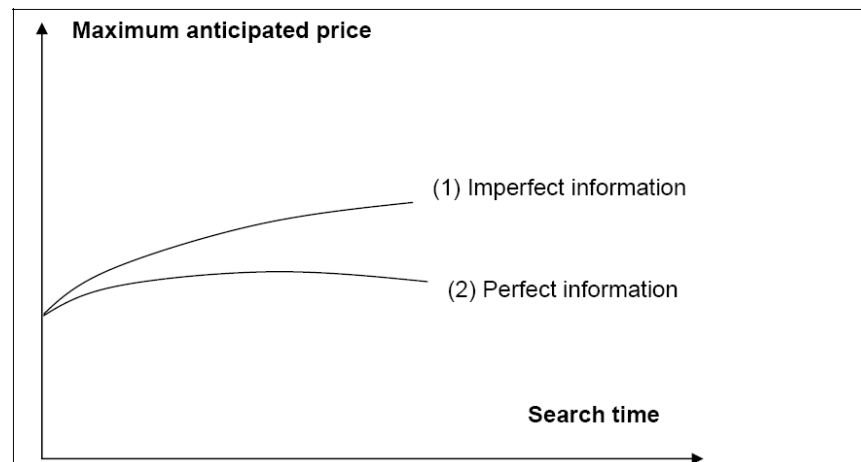 Maximum anticipated price
(1) Imperfect information
(2) Perfect information
Search time